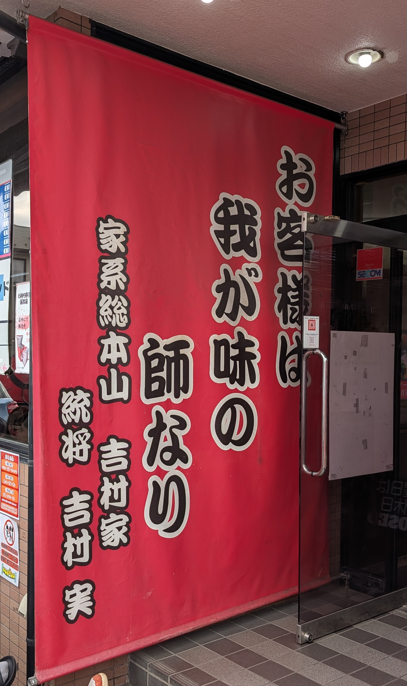 お客様は
我が味の
師なり
家系総本山 吉村家
統将 吉村 実
SECOM